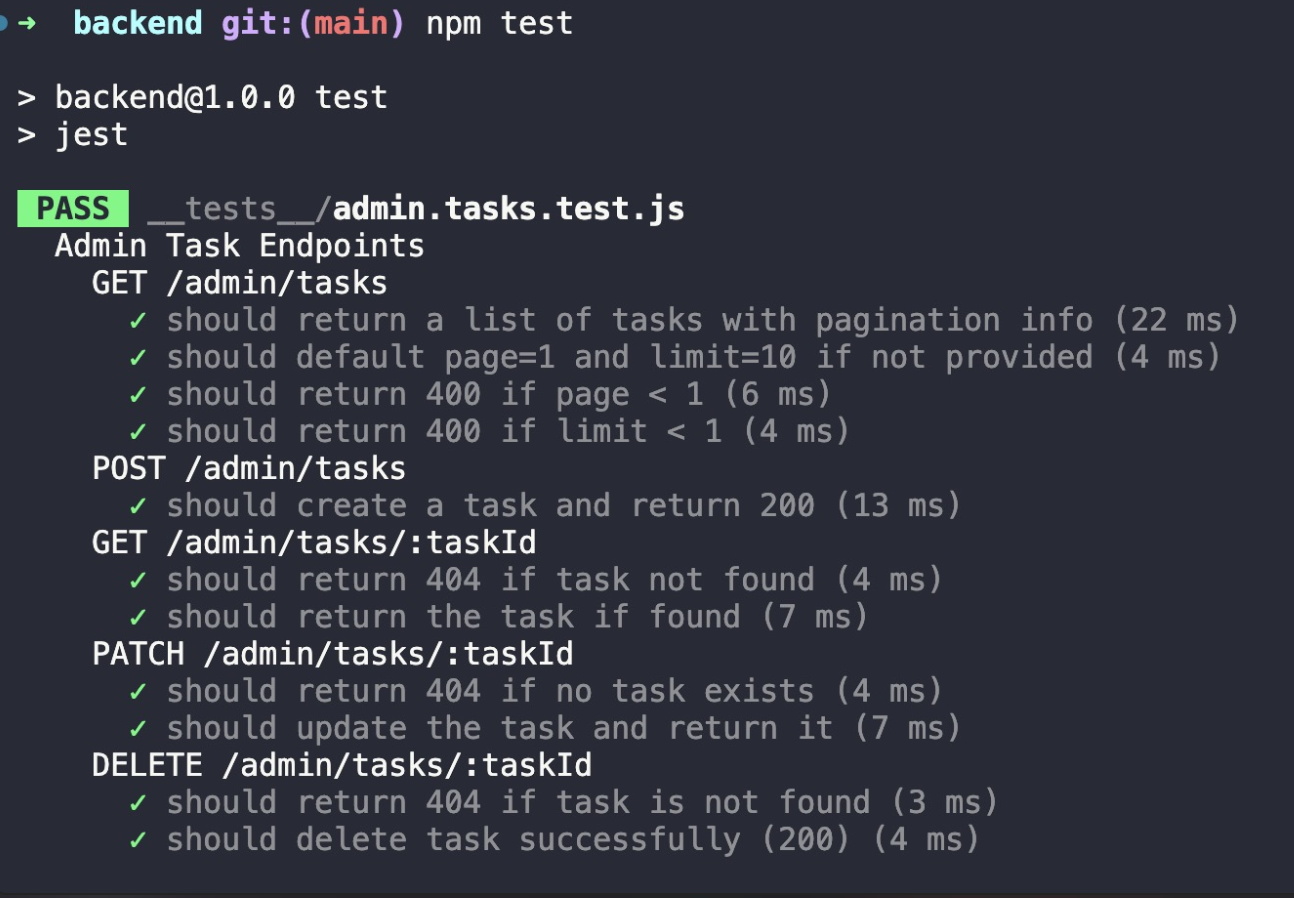 ➜ backend git:(main) npm test
> backend@1.0.0 test
> jest
PASS __tests__/admin.tasks.test.js
Admin Task Endpoints
GET /admin/tasks
✓ should return a list of tasks with pagination info (22 ms)
✓ should default page=1 and limit=10 if not provided (4 ms)
✓ should return 400 if page < 1 (6 ms)
✓ should return 400 if limit < 1 (4 ms)
POST /admin/tasks
✓ should create a task and return 200 (13 ms)
GET /admin/tasks/:taskId
✓ should return 404 if task not found (4 ms)
✓ should return the task if found (7 ms)
PATCH /admin/tasks/:taskId
✓ should return 404 if no task exists (4 ms)
✓ should update the task and return it (7 ms)
DELETE /admin/tasks/:taskId
✓ should return 404 if task is not found (3 ms)
✓ should delete task successfully (200) (4 ms)